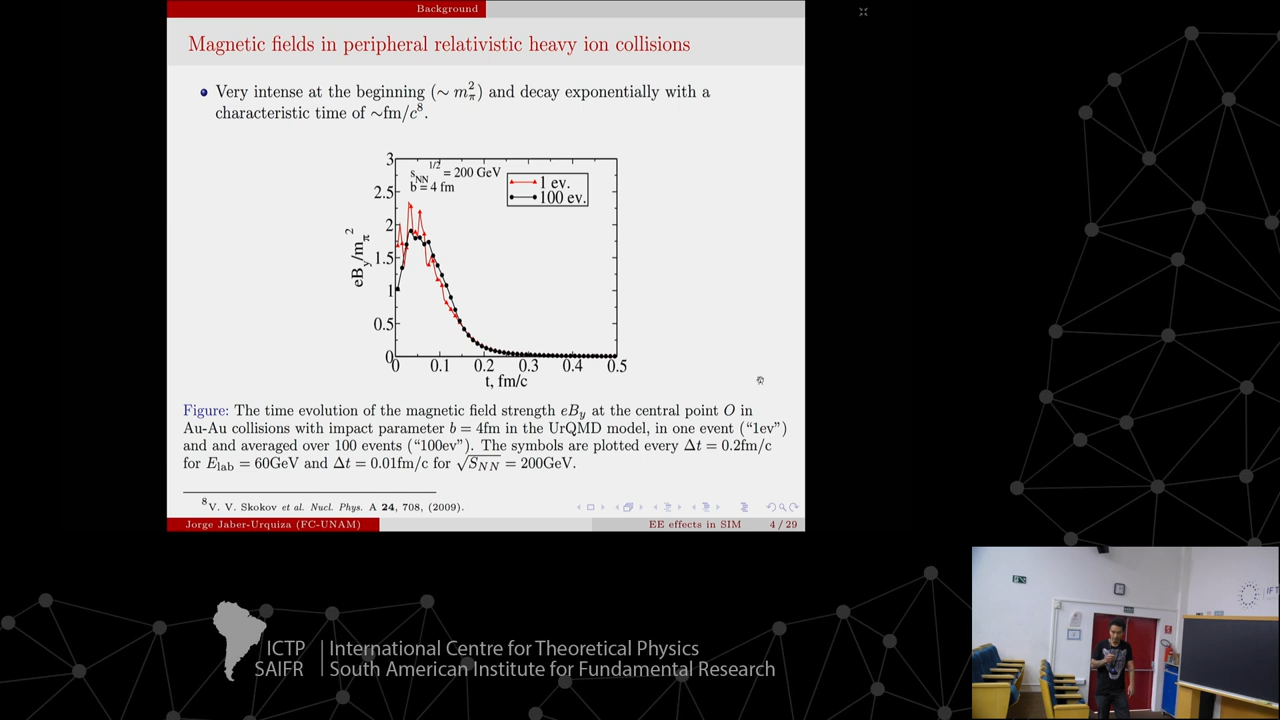 Background
Magnetic fields in peripheral relativistic heavy ion collisions
Very intense at the beginning (∼ m²π) and decay exponentially with a
characteristic time of ∼fm/c⁸.
3
2.5
2
1.5
1
0.5
0
eBy/mπ²
sNN 1/2 = 200 GeV
b = 4 fm
1 ev.
100 ev.
0 0.1 0.2 0.3 0.4 0.5
t, fm/c
Figure: The time evolution of the magnetic field strength eBy at the central point O in
Au-Au collisions with impact parameter b = 4fm in the UrQMD model, in one event (“1ev”)
and and averaged over 100 events (“100ev”). The symbols are plotted every Δt = 0.2fm/c
for Elab = 60GeV and Δt = 0.01fm/c for √SNN = 200GeV.
⁸V. V. Skokov et al. Nucl. Phys. A 24, 708, (2009).
Jorge Jaber-Urquiza (FC-UNAM) EE effects in SIM 4 / 29
ICTP International Centre for Theoretical Physics
SAIFR South American Institute for Fundamental Research